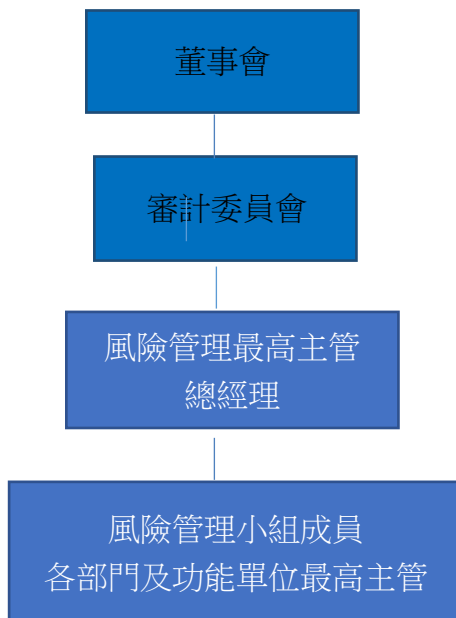 董事會
審計委員會
風險管理最高主管
總經理
風險管理小組成員
各部門及功能單位最高主管